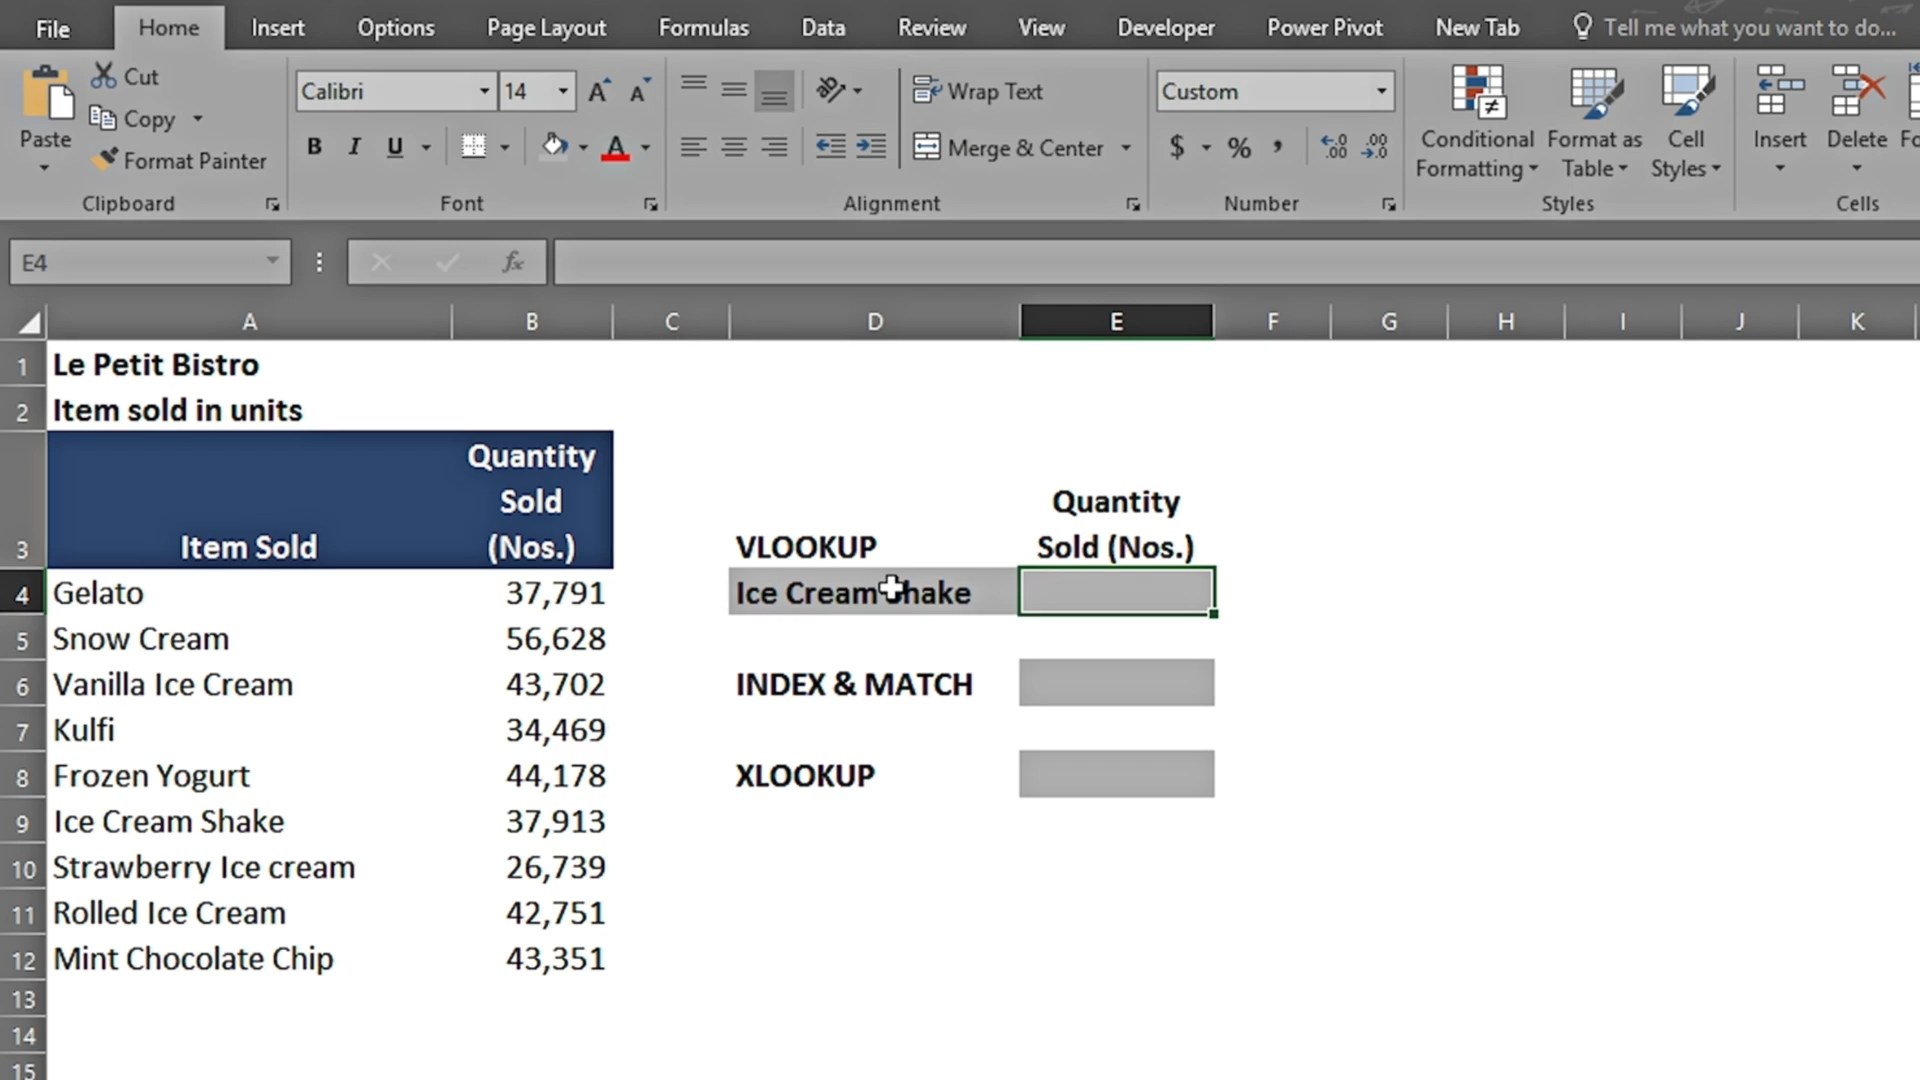 File Home Insert Options Page Layout Formulas Data Review View Developer Power Pivot New Tab Tell me what you want to do...
Cut
Copy
Format Painter
Paste
Clipboard
Calibri 14
B I U A
Font
Wrap Text
Merge & Center
Alignment
Custom
$ % , .00 .00
Number
Conditional Formatting
Format as Table
Cell Styles
Styles
Insert Delete
Cells
E4 fx
A B C D E F G H I J K
1 Le Petit Bistro
2 Item sold in units
Quantity
Sold Quantity
3 Item Sold (Nos.) VLOOKUP Sold (Nos.)
4 Gelato 37,791 Ice Cream Shake
5 Snow Cream 56,628
6 Vanilla Ice Cream 43,702 INDEX & MATCH
7 Kulfi 34,469
8 Frozen Yogurt 44,178 XLOOKUP
9 Ice Cream Shake 37,913
10 Strawberry Ice cream 26,739
11 Rolled Ice Cream 42,751
12 Mint Chocolate Chip 43,351
13
14
15